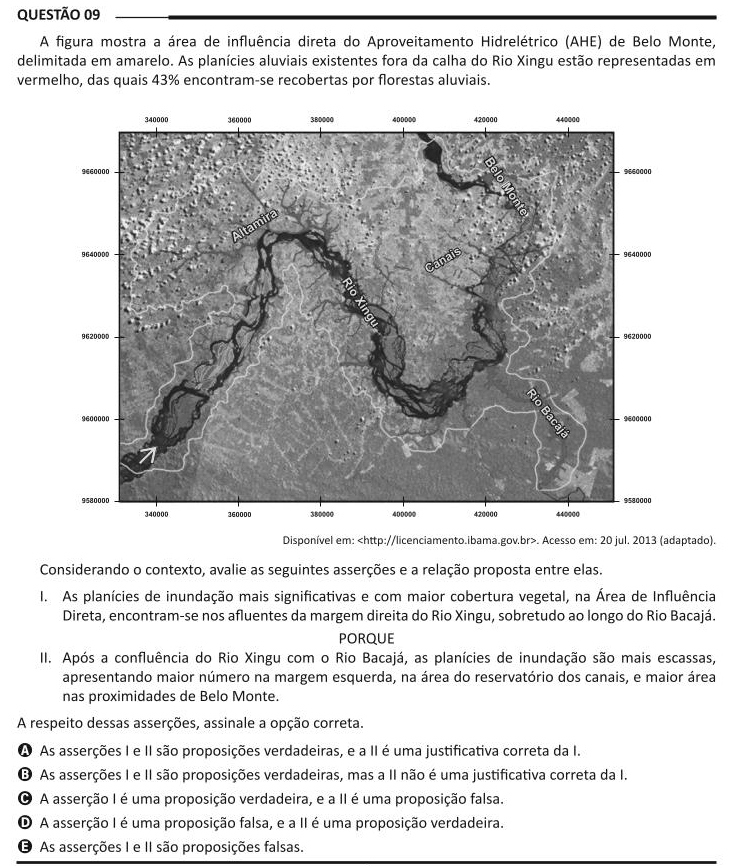 QUESTÃO 09
A figura mostra a área de influência direta do Aproveitamento Hidrelétrico (AHE) de Belo Monte,
delimitada em amarelo. As planícies aluviais existentes fora da calha do Rio Xingu estão representadas em
vermelho, das quais 43% encontram-se recobertas por florestas aluviais.
340000 360000 380000 400000 420000 440000
9660000 9660000
Belo Monte
Altamira
9640000 9640000
Canais
Rio Xingu
9620000 9620000
Rio Bacajá
9600000 9600000
9580000 9580000
340000 360000 380000 400000 420000 440000
Disponível em: <http://licenciamento.ibama.gov.br>. Acesso em: 20 jul. 2013 (adaptado).
Considerando o contexto, avalie as seguintes asserções e a relação proposta entre elas.
I. As planícies de inundação mais significativas e com maior cobertura vegetal, na Área de Influência
Direta, encontram-se nos afluentes da margem direita do Rio Xingu, sobretudo ao longo do Rio Bacajá.
PORQUE
II. Após a confluência do Rio Xingu com o Rio Bacajá, as planícies de inundação são mais escassas,
apresentando maior número na margem esquerda, na área do reservatório dos canais, e maior área
nas proximidades de Belo Monte.
A respeito dessas asserções, assinale a opção correta.
A As asserções I e II são proposições verdadeiras, e a II é uma justificativa correta da I.
B As asserções I e II são proposições verdadeiras, mas a II não é uma justificativa correta da I.
C A asserção I é uma proposição verdadeira, e a II é uma proposição falsa.
D A asserção I é uma proposição falsa, e a II é uma proposição verdadeira.
E As asserções I e II são proposições falsas.